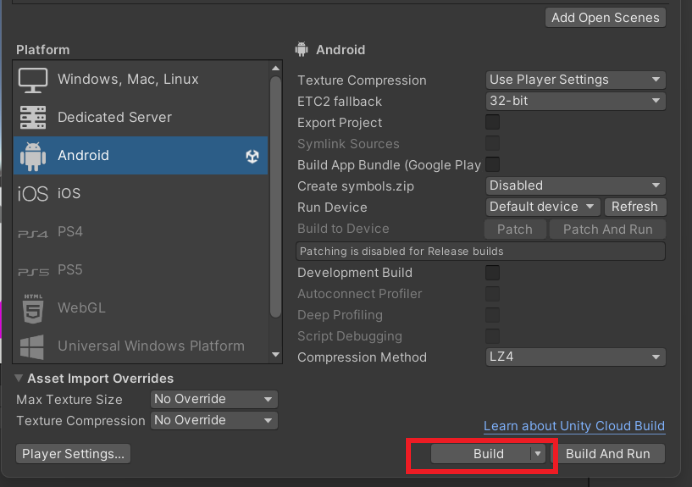 Add Open Scenes
Platform
Windows, Mac, Linux
Dedicated Server
Android
iOS iOS
PS4 PS4
PS5 PS5
HTML 5 WebGL
Universal Windows Platform
Asset Import Overrides
Max Texture Size No Override
Texture Compression No Override
Player Settings...
Android
Texture Compression Use Player Settings
ETC2 fallback 32-bit
Export Project
Symlink Sources
Build App Bundle (Google Play
Create symbols.zip Disabled
Run Device Default device Refresh
Build to Device Patch Patch And Run
Patching is disabled for Release builds
Development Build
Autoconnect Profiler
Deep Profiling
Script Debugging
Compression Method LZ4
Learn about Unity Cloud Build
Build Build And Run